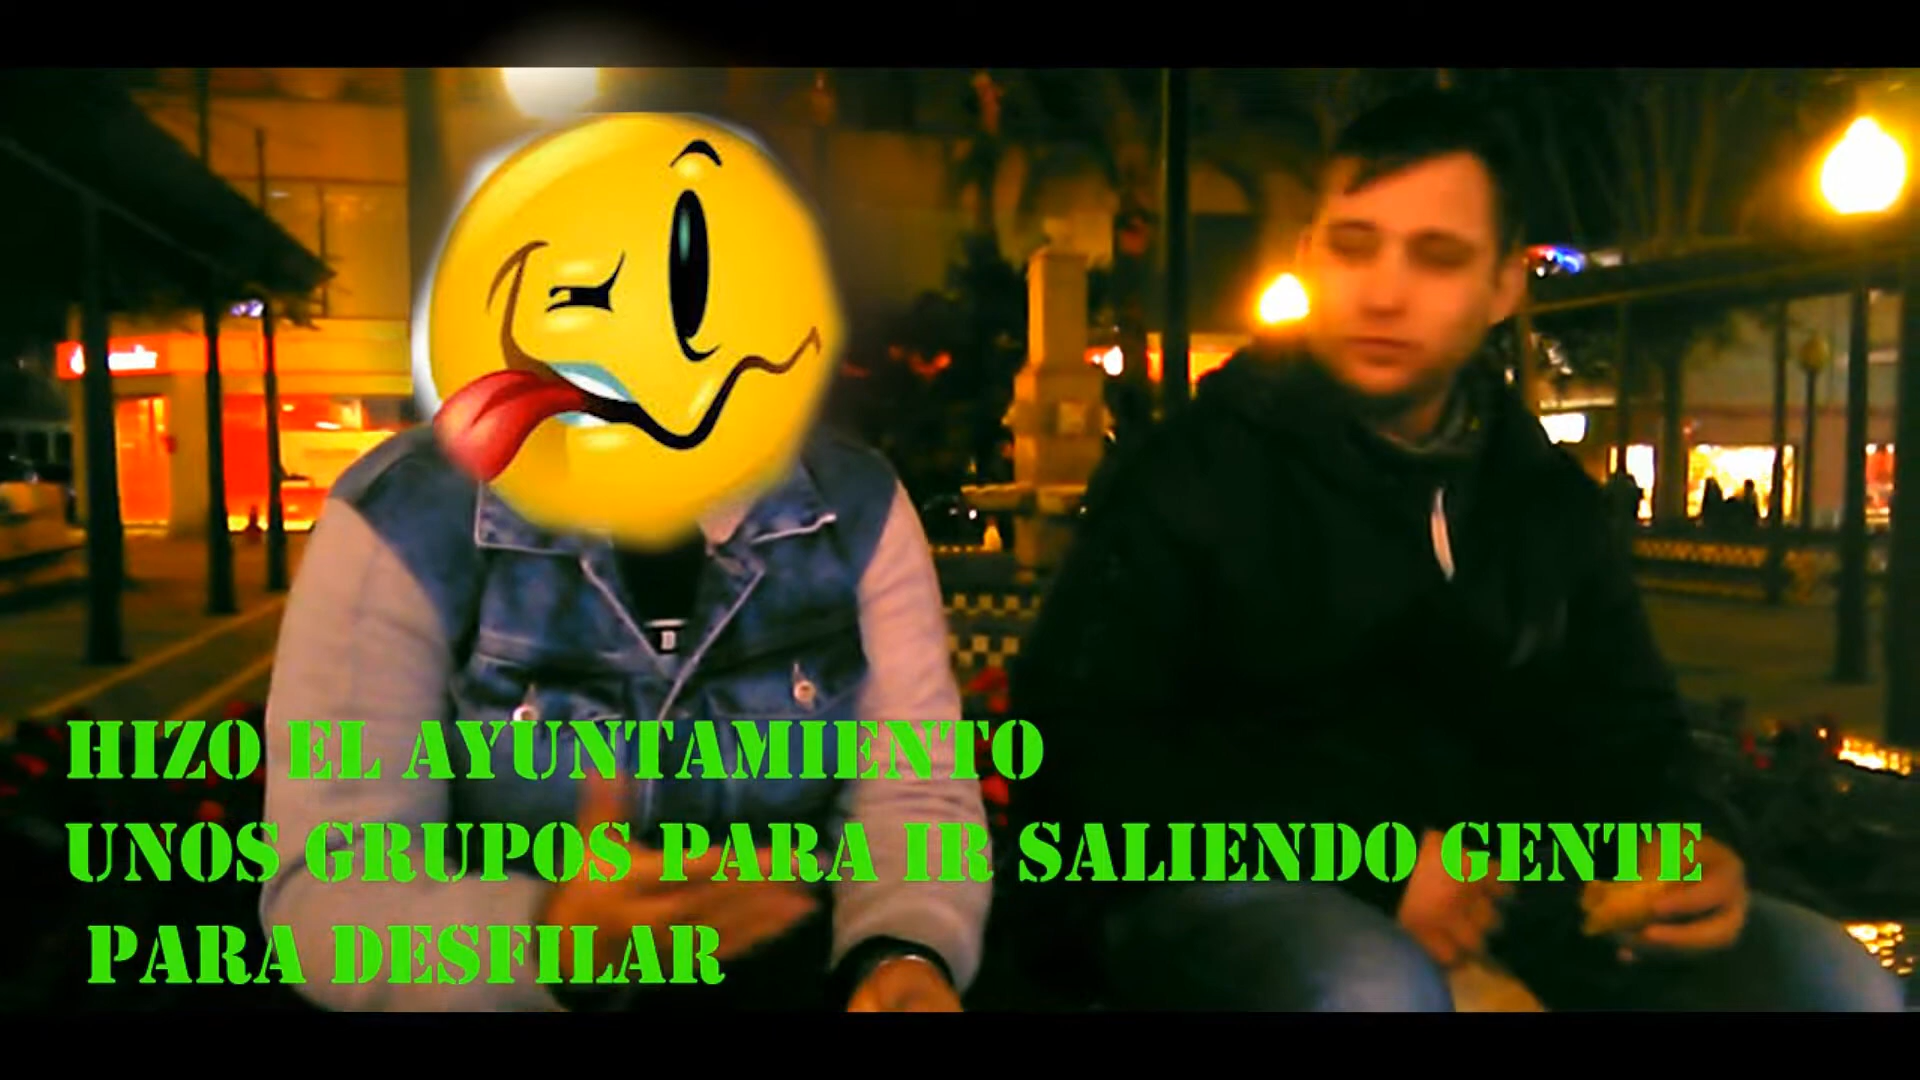 HIZO EL AYUNTAMIENTO
UNOS GRUPOS PARA IR SALIENDO GENTE
PARA DESFILAR